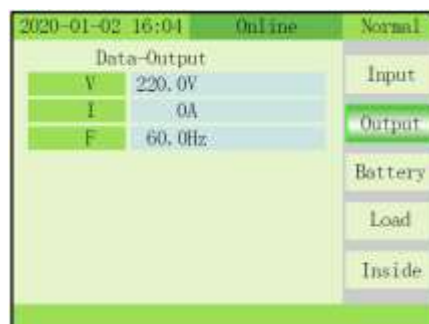 2020-01-02 16:04 Online Normal
Data-Output
V 220.0V
I 0A
F 60.0Hz
Input
Output
Battery
Load
Inside